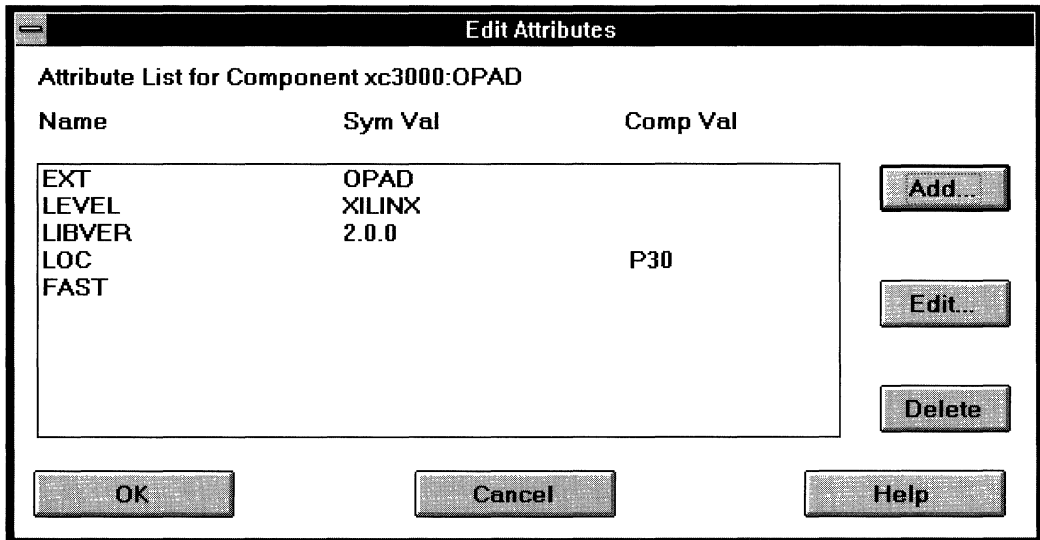 Edit Attributes
Attribute List for Component xc3000:OPAD
Name Sym Val Comp Val
EXT OPAD
LEVEL XILINX
LIBVER 2.0.0
LOC P30
FAST
Add...
Edit...
Delete
OK Cancel Help